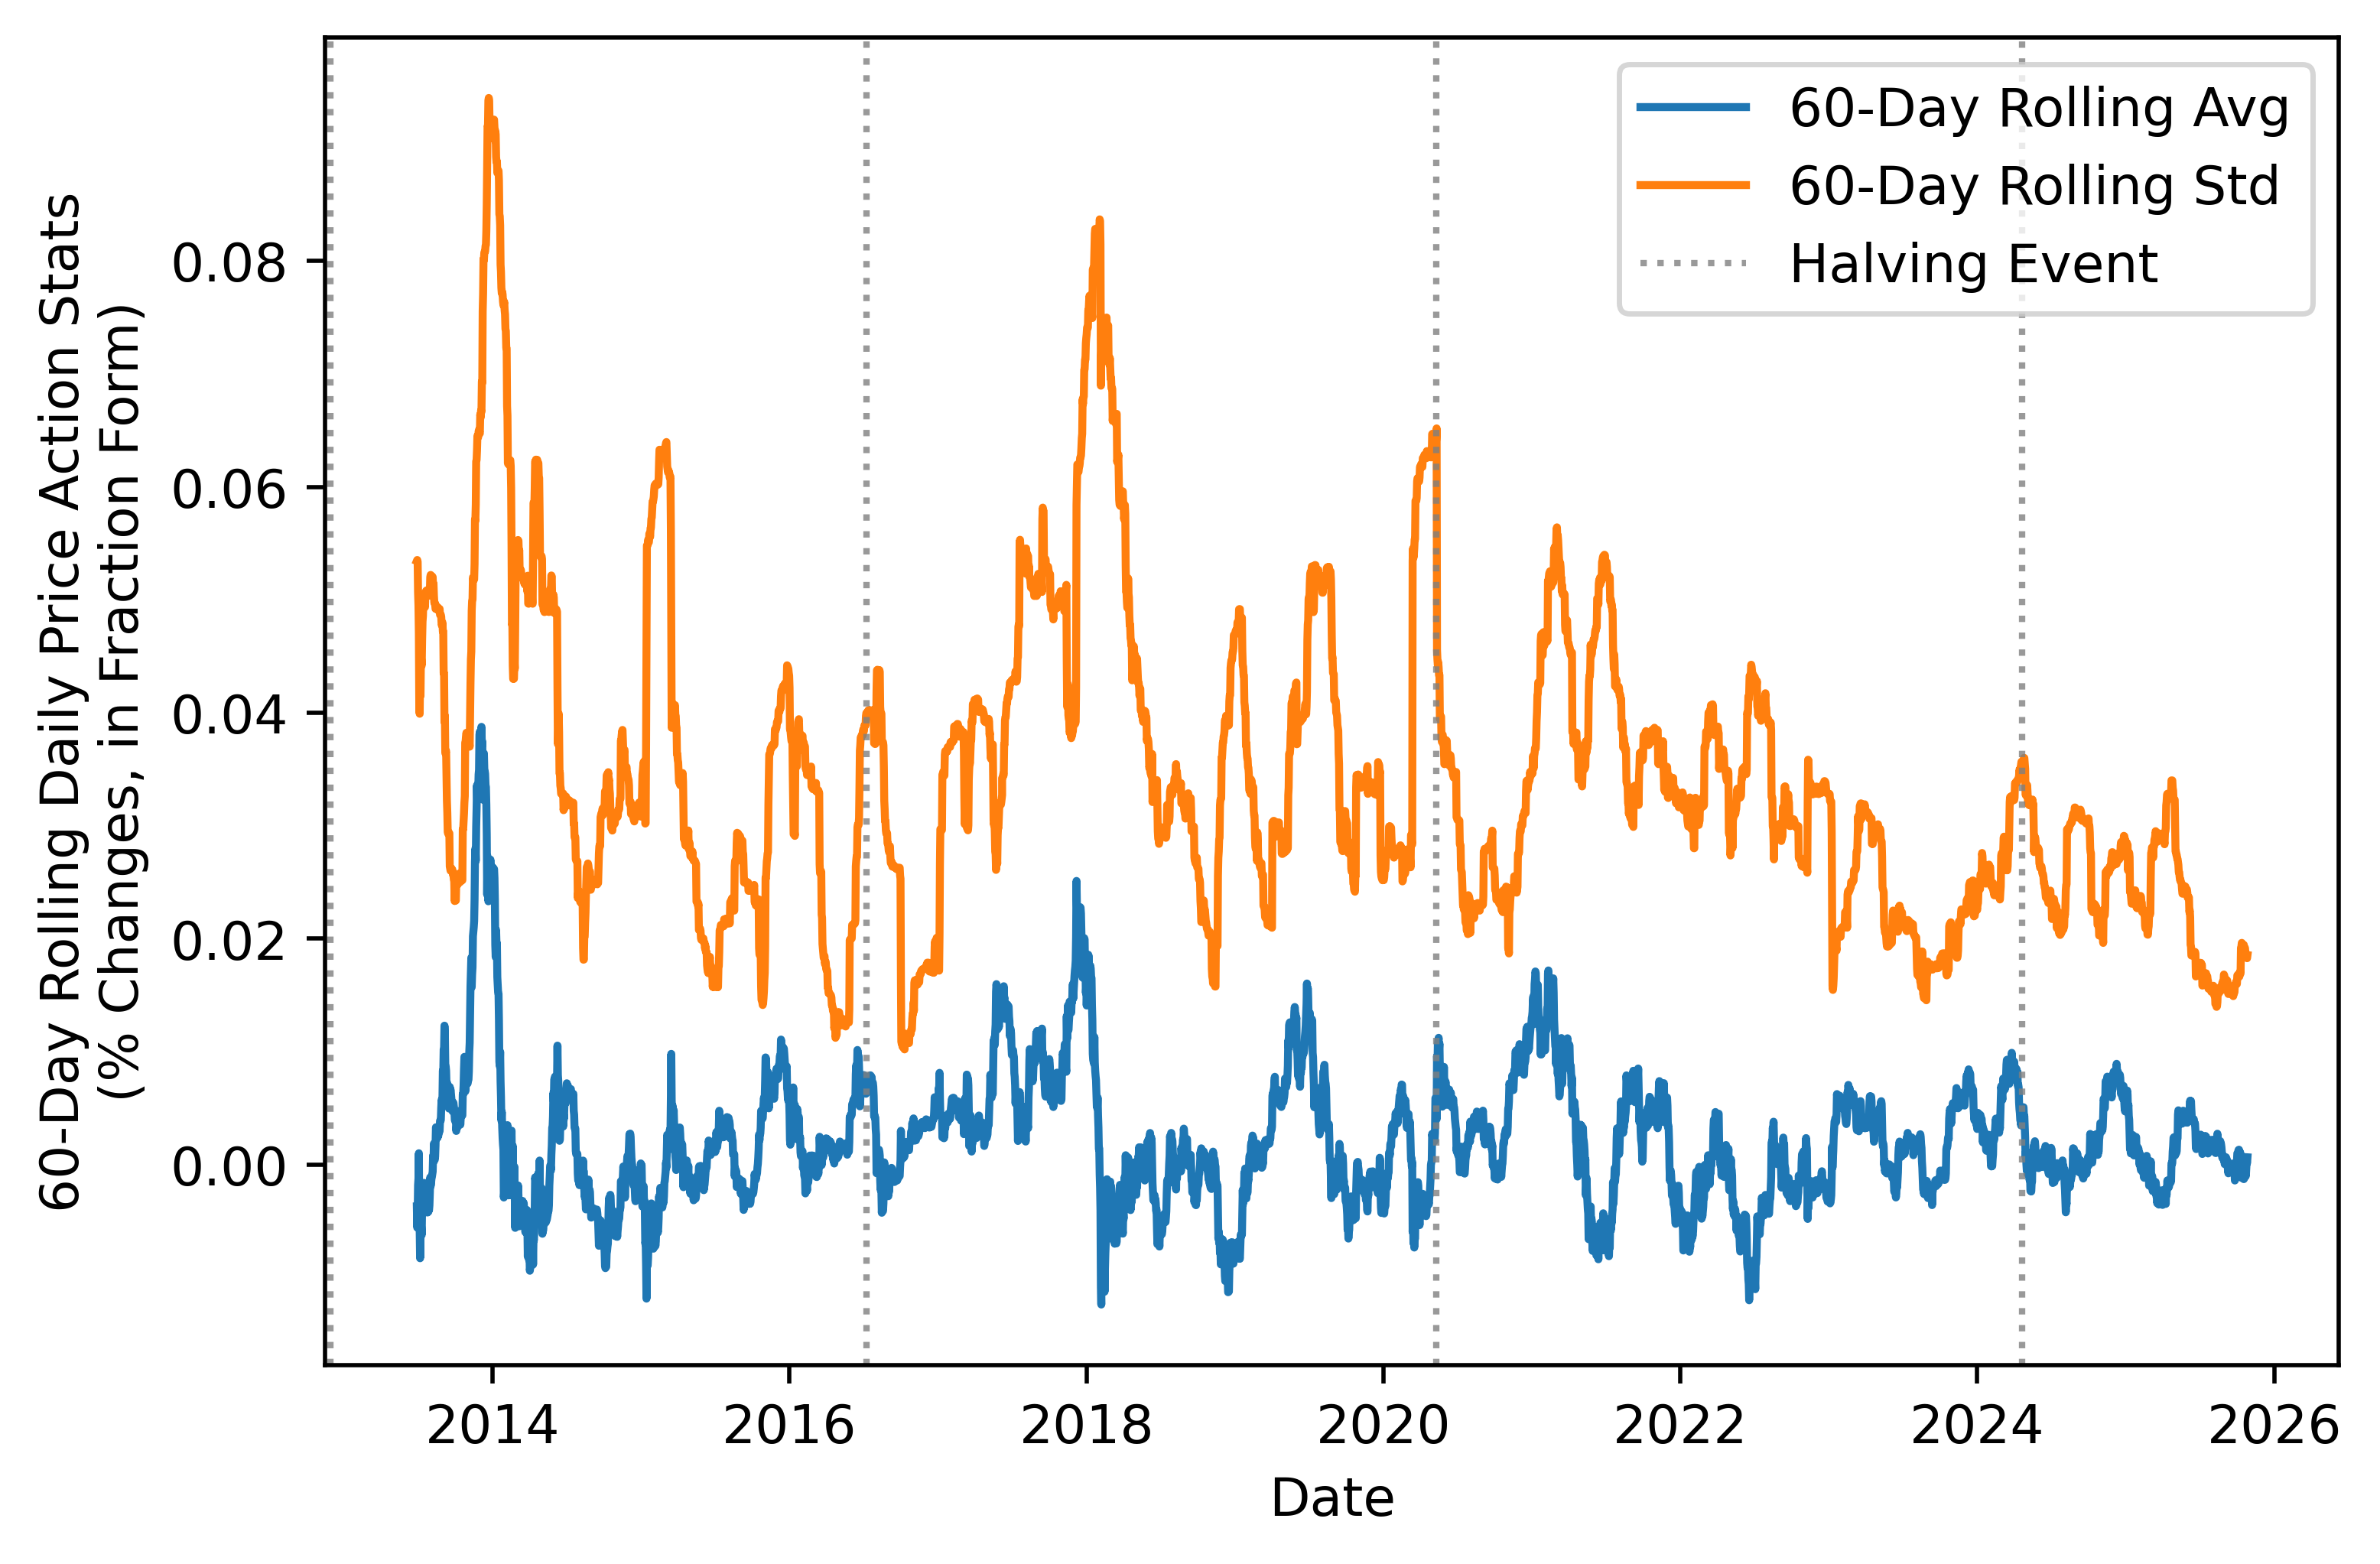 60-Day Rolling Daily Price Action Stats
(% Changes, in Fraction Form)
0.08
0.06
0.04
0.02
0.00
60-Day Rolling Avg
60-Day Rolling Std
Halving Event
2014
2016
2018
2020
2022
2024
2026
Date